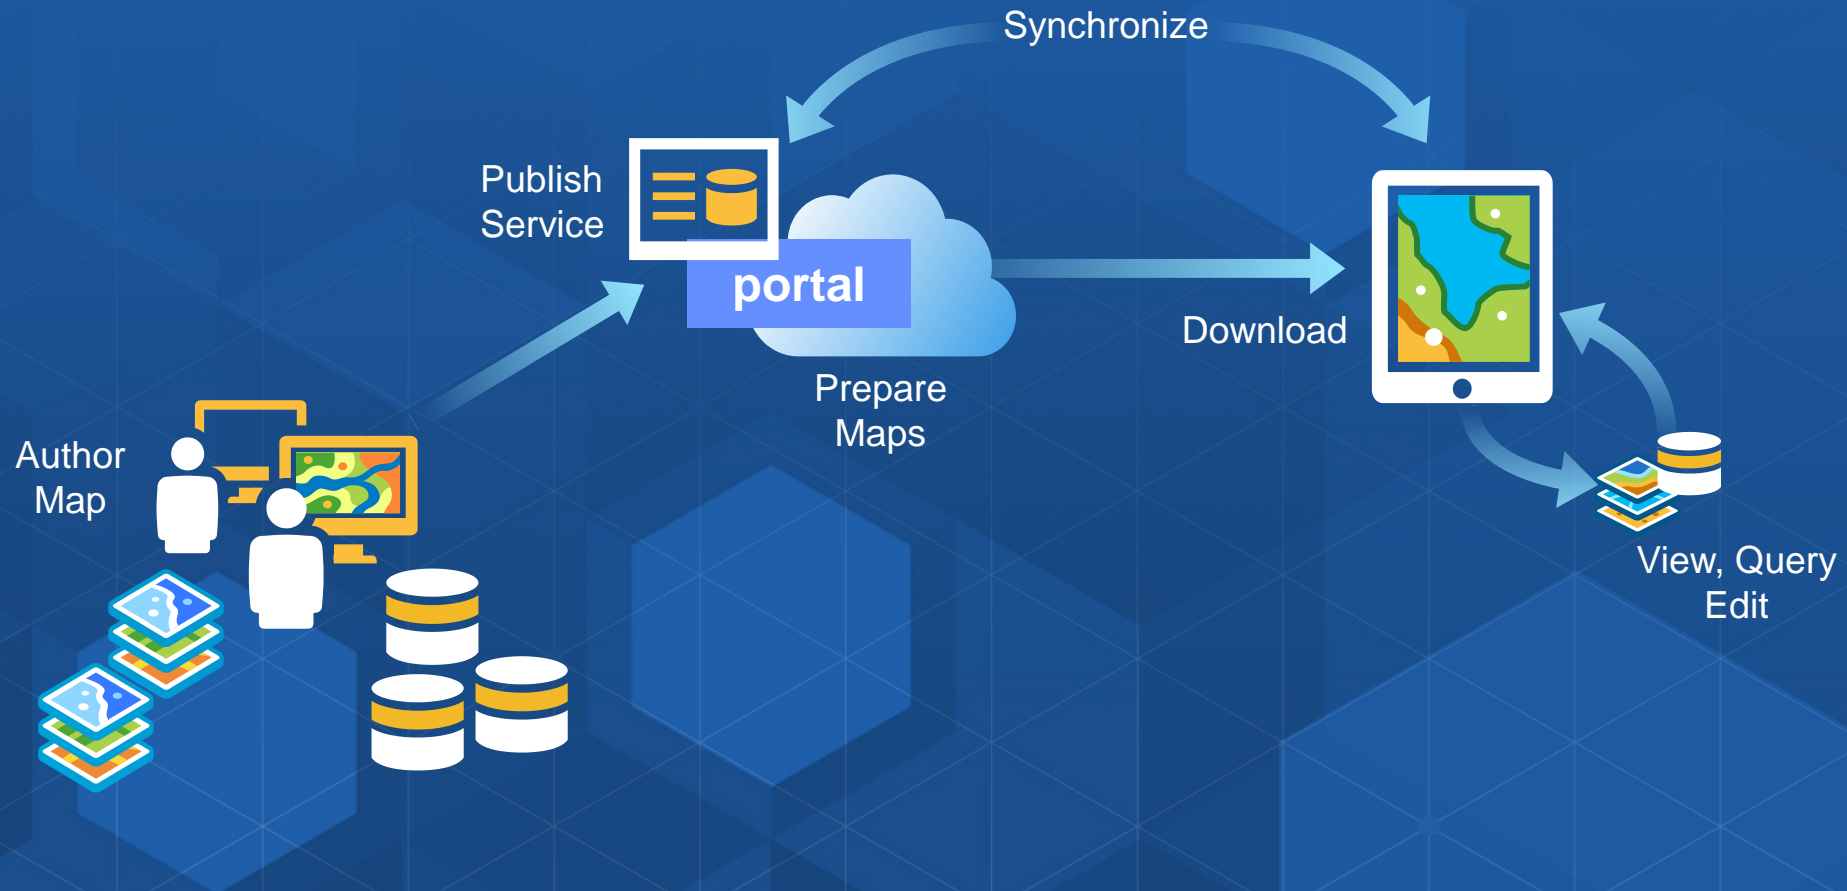 Synchronize
Publish
Service
portal
Download
Prepare
Maps
Author
Map
View, Query
Edit